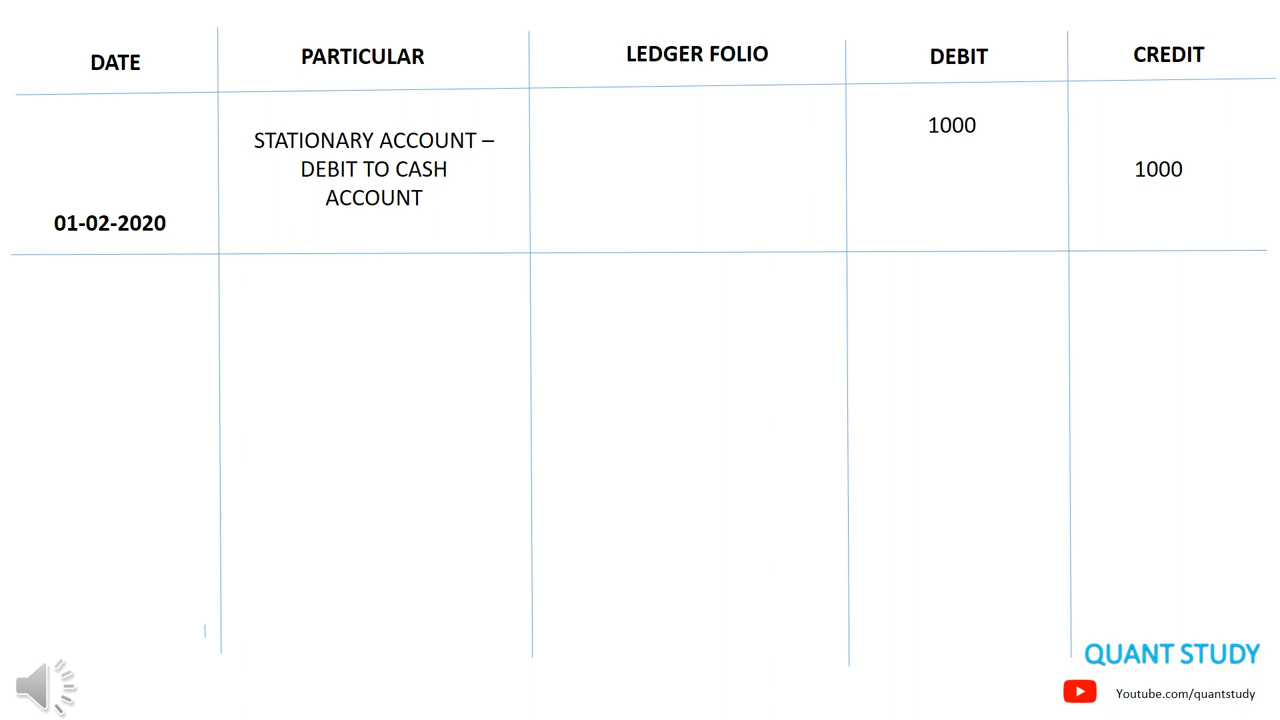 DATE
PARTICULAR
LEDGER FOLIO
DEBIT
CREDIT
01-02-2020
STATIONARY ACCOUNT –
DEBIT TO CASH
ACCOUNT
1000
1000
QUANT STUDY
Youtube.com/quantstudy